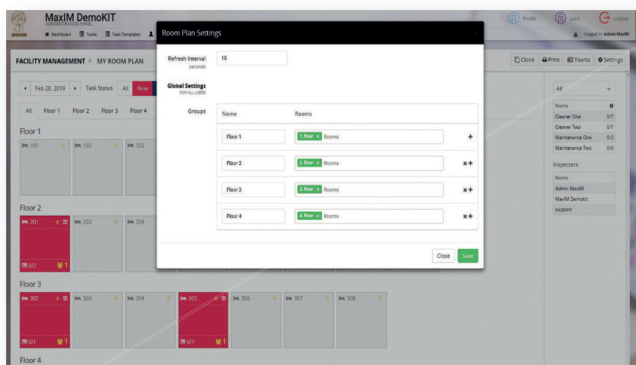 MaxIM DemoKIT
ADMINISTRATION PANEL
Profile Lock Logout
Dashboard Tasks Task Templates
Logged in: Admin MaxIM
FACILITY MANAGEMENT > MY ROOM PLAN
Clone Print Teams Settings
Room Plan Settings
Refresh Interval
seconds
15
Global Settings
FOR ALL USERS
Groups
Name Rooms
Floor 1 1. floor x Rooms +
Floor 2 2. floor x Rooms x +
Floor 3 3. floor x Rooms x +
Floor 4 4. floor x Rooms x +
Close Save
Feb 28, 2019 Task Status All New
All Floor 1 Floor 2 Floor 3 Floor 4
Floor 1
101 102 103
Floor 2
201 203 204
0/2 1
Floor 3
302 303 304 305 306 307 308
0/1 1 0/1 1
Floor 4
All
Name
Cleaner One 0/7
Cleaner Two 0/7
Maintenance One 0/2
Maintenance Two 0/0
Inspectors
Name
Admin MaxIM
MaxIM Demokit
support